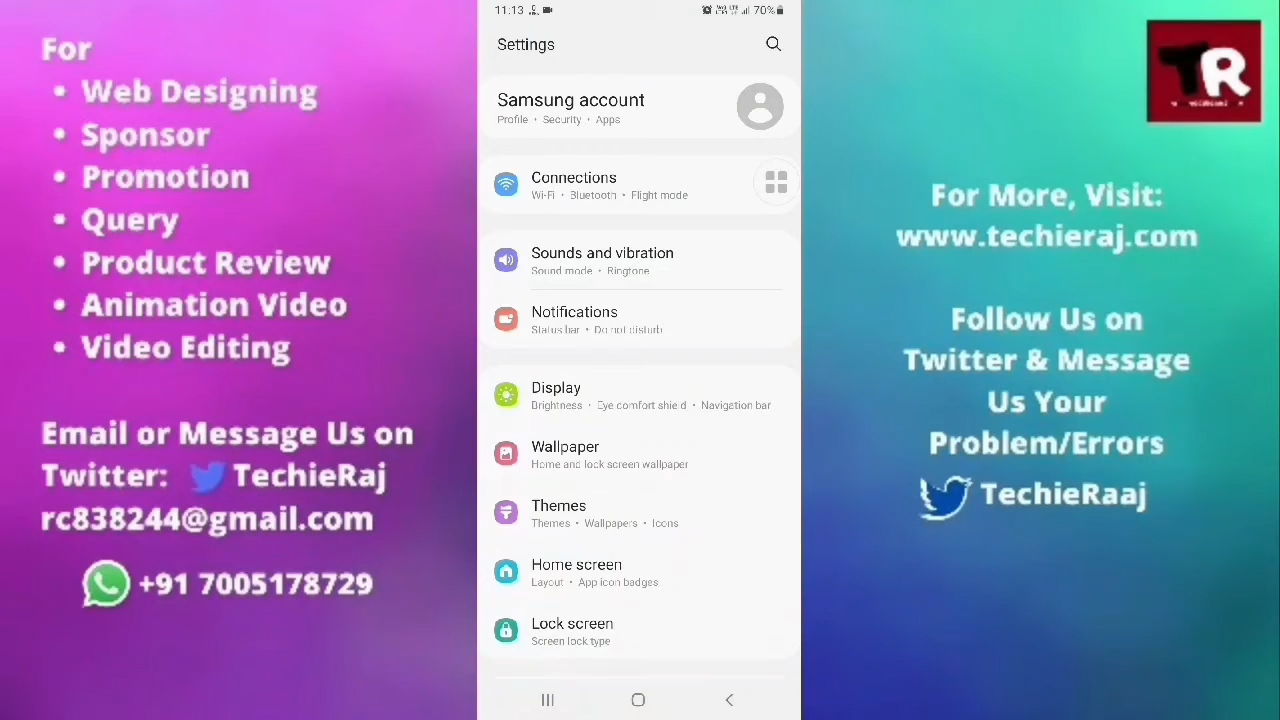 For
• Web Designing
• Sponsor
• Promotion
• Query
• Product Review
• Animation Video
• Video Editing
Email or Message Us on
Twitter: TechieRaj
rc838244@gmail.com
+91 7005178729
11:13
70%
Settings
Samsung account
Profile • Security • Apps
Connections
Wi-Fi • Bluetooth • Flight mode
Sounds and vibration
Sound mode • Ringtone
Notifications
Status bar • Do not disturb
Display
Brightness • Eye comfort shield • Navigation bar
Wallpaper
Home and lock screen wallpaper
Themes
Themes • Wallpapers • Icons
Home screen
Layout • App icon badges
Lock screen
Screen lock type
TR
For More, Visit:
www.techieraj.com
Follow Us on
Twitter & Message
Us Your
Problem/Errors
TechieRaaj